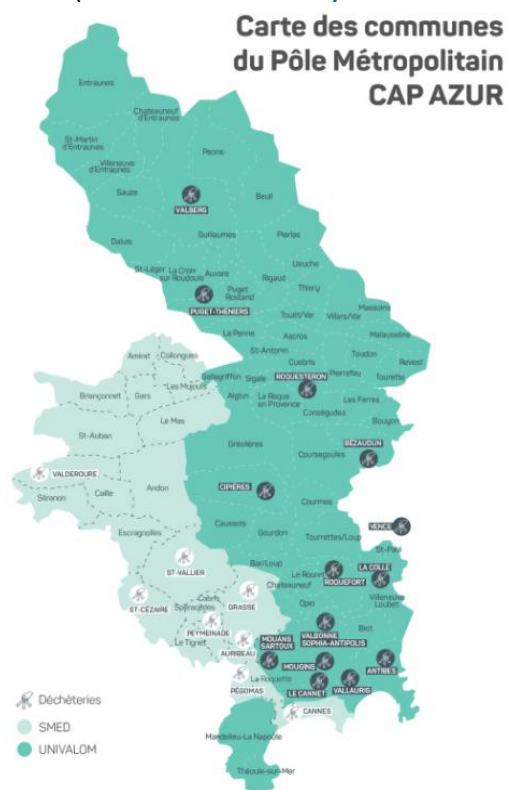 Carte des communes
du Pôle Métropolitain
CAP AZUR
Entraunes
Chateauneuf
d'Entraunes
St-Martin
d'Entraunes
Villeneuve
d'Entraunes
Peone
Sauze
VALBERG
Beuil
Guillaumes
Pierlas
Daluis
St-Léger
La Croix
sur Roudoule
Auvare
Lieuche
Rigaud
Puget
Rostang
Thiery
PUGET-THÉNIERS
Touët/Var
Villars/Var
Massoins
Malaussène
La Penne
Ascros
St-Antonin
Toudon
Amirat
Collongues
Cuebris
Revest
Les Mujouls
Sallagriffon
Sigale
ROQUESTERON
Pierrefeu
Tourette
Briançonnet
Gars
Aiglun
La Roque
en Provence
Les Ferres
Conségudes
Le Mas
Bouyon
St-Auban
Gréolières
Coursegoules
BÉZAUDUN
VALDEROURE
Andon
CIPIÈRES
Séranon
Caille
Courmes
Caussols
Gourdon
Tourrettes/Loup
VENCE
Escragnolles
St-Paul
Bar/Loup
ST-VALLIER
Le Rouret
ROQUEFORT
LA COLLE
Châteauneuf
Cabris
Spéracèdes
GRASSE
ST-CÉZAIRE
Opio
Villeneuve
Loubet
PEYMEINADE
VALBONNE
SOPHIA-ANTIPOLIS
Biot
Le Tignet
AURIBEAU
MOUANS
SARTOUX
MOUGINS
ANTIBES
La Roquette
PÉGOMAS
LE CANNET
VALLAURIS
CANNES
Mandelieu-La Napoule
Théoule-sur-Mer
Déchèteries
SMED
UNIVALOM